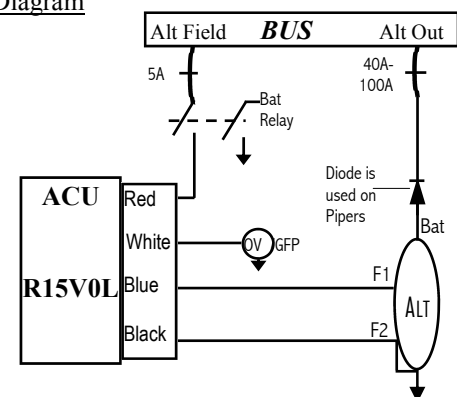 Diagram
Alt Field BUS Alt Out
5A
40A-
100A
Bat
Relay
Diode is
used on
Pipers
Bat
ACU
R15V0L
Red
White
Blue
Black
OV GFP
F1
F2
ALT